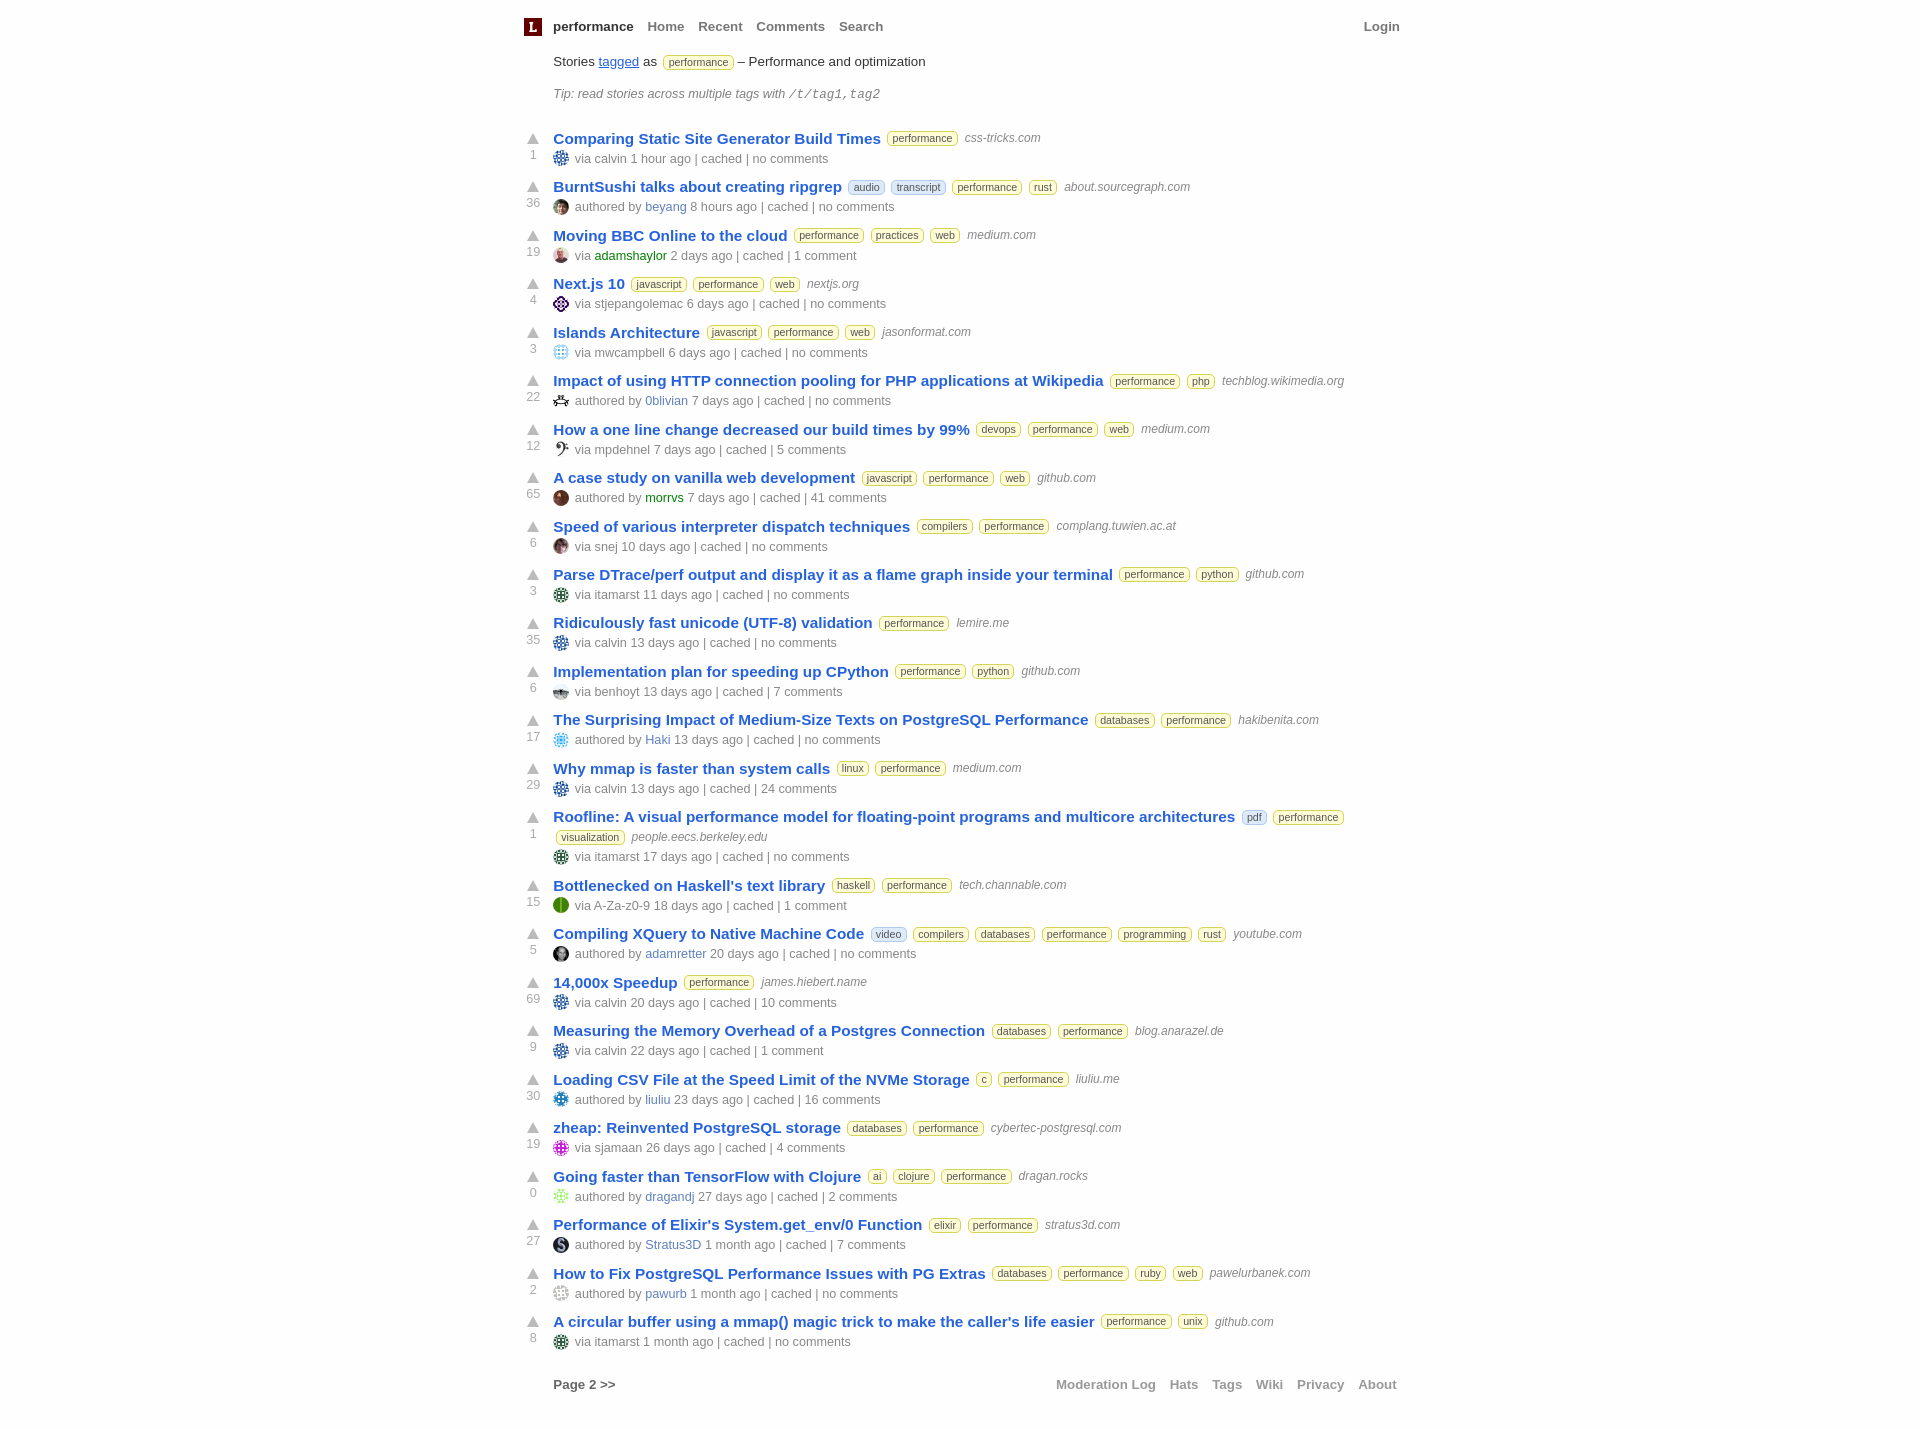 L performance Home Recent Comments Search Login
Stories tagged as performance – Performance and optimization
Tip: read stories across multiple tags with /t/tag1,tag2
Comparing Static Site Generator Build Times performance css-tricks.com
1 via calvin 1 hour ago | cached | no comments
BurntSushi talks about creating ripgrep audio transcript performance rust about.sourcegraph.com
36 authored by beyang 8 hours ago | cached | no comments
Moving BBC Online to the cloud performance practices web medium.com
19 via adamshaylor 2 days ago | cached | 1 comment
Next.js 10 javascript performance web nextjs.org
4 via stjepangolemac 6 days ago | cached | no comments
Islands Architecture javascript performance web jasonformat.com
3 via mwcampbell 6 days ago | cached | no comments
Impact of using HTTP connection pooling for PHP applications at Wikipedia performance php techblog.wikimedia.org
22 authored by 0blivian 7 days ago | cached | no comments
How a one line change decreased our build times by 99% devops performance web medium.com
12 via mpdehnel 7 days ago | cached | 5 comments
A case study on vanilla web development javascript performance web github.com
65 authored by morrvs 7 days ago | cached | 41 comments
Speed of various interpreter dispatch techniques compilers performance complang.tuwien.ac.at
6 via snej 10 days ago | cached | no comments
Parse DTrace/perf output and display it as a flame graph inside your terminal performance python github.com
3 via itamarst 11 days ago | cached | no comments
Ridiculously fast unicode (UTF-8) validation performance lemire.me
35 via calvin 13 days ago | cached | no comments
Implementation plan for speeding up CPython performance python github.com
6 via benhoyt 13 days ago | cached | 7 comments
The Surprising Impact of Medium-Size Texts on PostgreSQL Performance databases performance hakibenita.com
17 authored by Haki 13 days ago | cached | no comments
Why mmap is faster than system calls linux performance medium.com
29 via calvin 13 days ago | cached | 24 comments
Roofline: A visual performance model for floating-point programs and multicore architectures pdf performance
1 visualization people.eecs.berkeley.edu
via itamarst 17 days ago | cached | no comments
Bottlenecked on Haskell's text library haskell performance tech.channable.com
15 via A-Za-z0-9 18 days ago | cached | 1 comment
Compiling XQuery to Native Machine Code video compilers databases performance programming rust youtube.com
5 authored by adamretter 20 days ago | cached | no comments
14,000x Speedup performance james.hiebert.name
69 via calvin 20 days ago | cached | 10 comments
Measuring the Memory Overhead of a Postgres Connection databases performance blog.anarazel.de
9 via calvin 22 days ago | cached | 1 comment
Loading CSV File at the Speed Limit of the NVMe Storage c performance liuliu.me
30 authored by liuliu 23 days ago | cached | 16 comments
zheap: Reinvented PostgreSQL storage databases performance cybertec-postgresql.com
19 via sjamaan 26 days ago | cached | 4 comments
Going faster than TensorFlow with Clojure ai clojure performance dragan.rocks
0 authored by dragandj 27 days ago | cached | 2 comments
Performance of Elixir's System.get_env/0 Function elixir performance stratus3d.com
27 authored by Stratus3D 1 month ago | cached | 7 comments
How to Fix PostgreSQL Performance Issues with PG Extras databases performance ruby web pawelurbanek.com
2 authored by pawurb 1 month ago | cached | no comments
A circular buffer using a mmap() magic trick to make the caller's life easier performance unix github.com
8 via itamarst 1 month ago | cached | no comments
Page 2 >> Moderation Log Hats Tags Wiki Privacy About